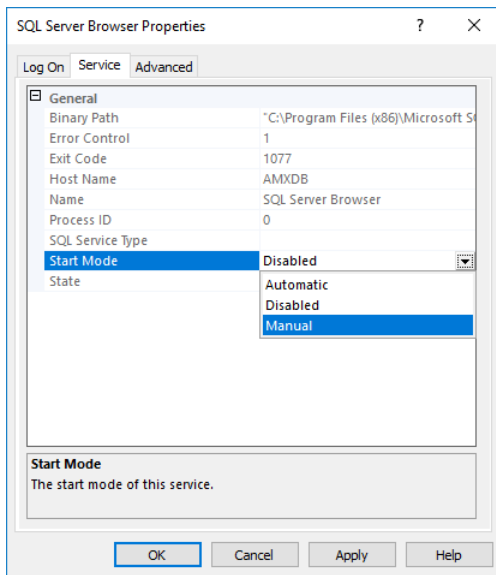 SQL Server Browser Properties ? ×
Log On Service Advanced
General
Binary Path "C:\Program Files (x86)\Microsoft S
Error Control 1
Exit Code 1077
Host Name AMXDB
Name SQL Server Browser
Process ID 0
SQL Service Type
Start Mode Disabled
State
Automatic
Disabled
Manual
Start Mode
The start mode of this service.
OK Cancel Apply Help